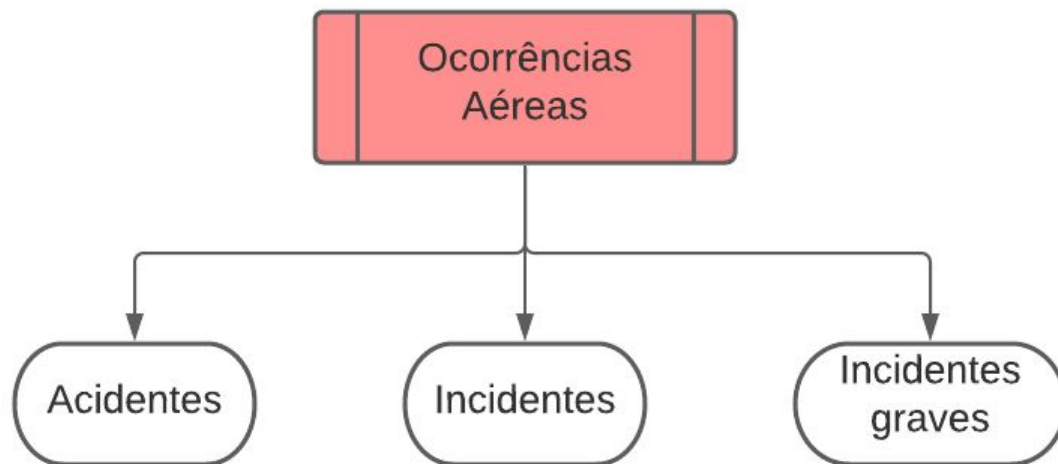 Ocorrências
Aéreas
Acidentes
Incidentes
Incidentes
graves